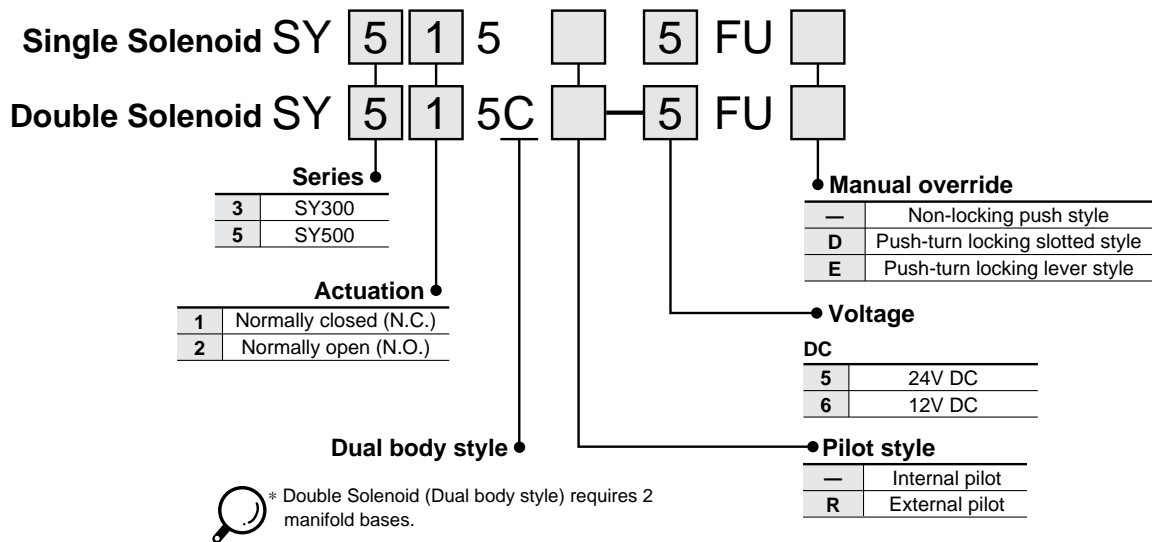 Single Solenoid SY 5 1 5 5 FU
Double Solenoid SY 5 1 5C — 5 FU
Series
3 SY300
5 SY500
Actuation
1 Normally closed (N.C.)
2 Normally open (N.O.)
Dual body style
* Double Solenoid (Dual body style) requires 2
manifold bases.
Manual override
— Non-locking push style
D Push-turn locking slotted style
E Push-turn locking lever style
Voltage
DC
5 24V DC
6 12V DC
Pilot style
— Internal pilot
R External pilot